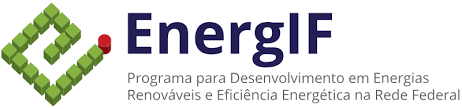 EnergIF
Programa para Desenvolvimento em Energias
Renováveis e Eficiência Energética na Rede Federal